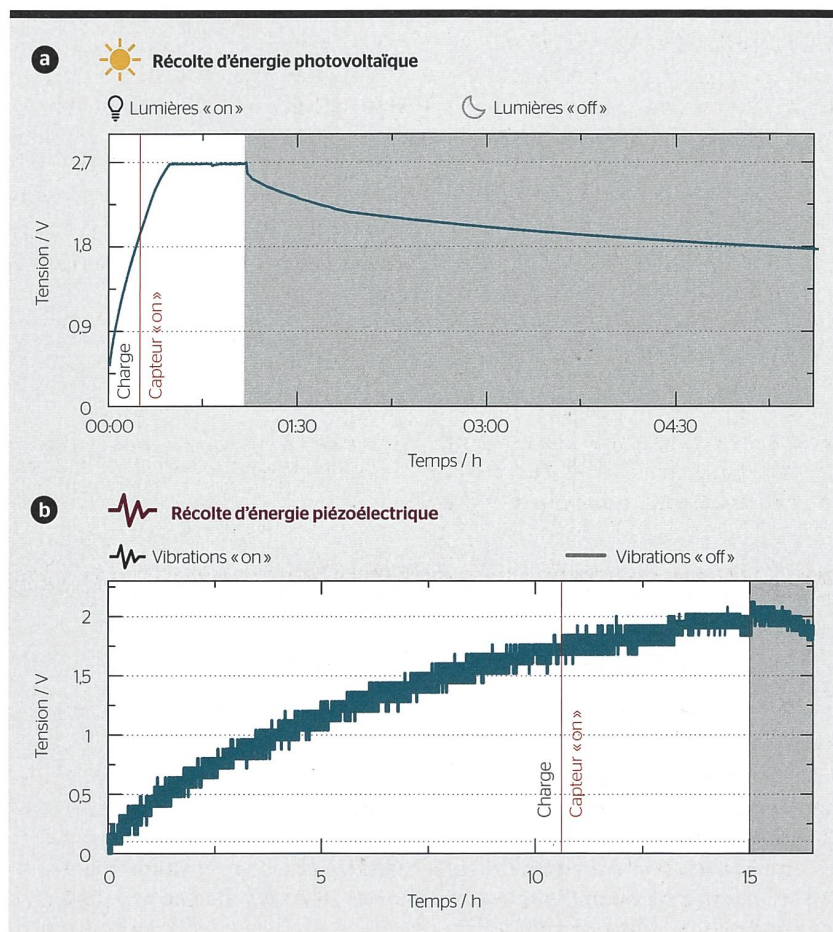 a
Récolte d'énergie photovoltaïque
Lumières « on »
Lumières « off »
2,7
1,8
0,9
0
Tension / V
Charge
Capteur « on »
00:00
01:30
03:00
04:30
Temps / h
b
Récolte d'énergie piézoélectrique
Vibrations « on »
Vibrations « off »
2
1,5
1
0,5
0
Tension / V
Charge
Capteur « on »
0
5
10
15
Temps / h